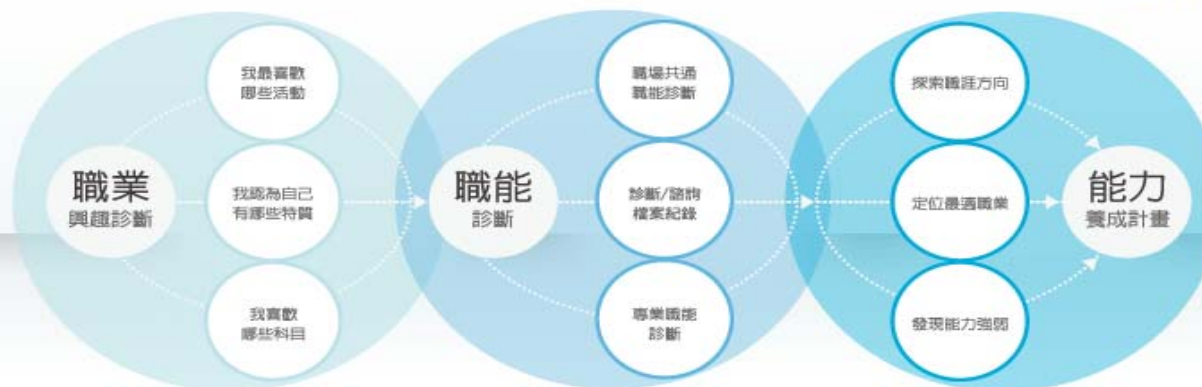 職業
興趣診斷
我最喜歡
哪些活動
我認為自己
有哪些特質
我喜歡
哪些科目
職能
診斷
職場共通
職能診斷
診斷/諮詢
檔案紀錄
專業職能
診斷
探索職涯方向
定位最適職業
發現能力強弱
能力
養成計畫